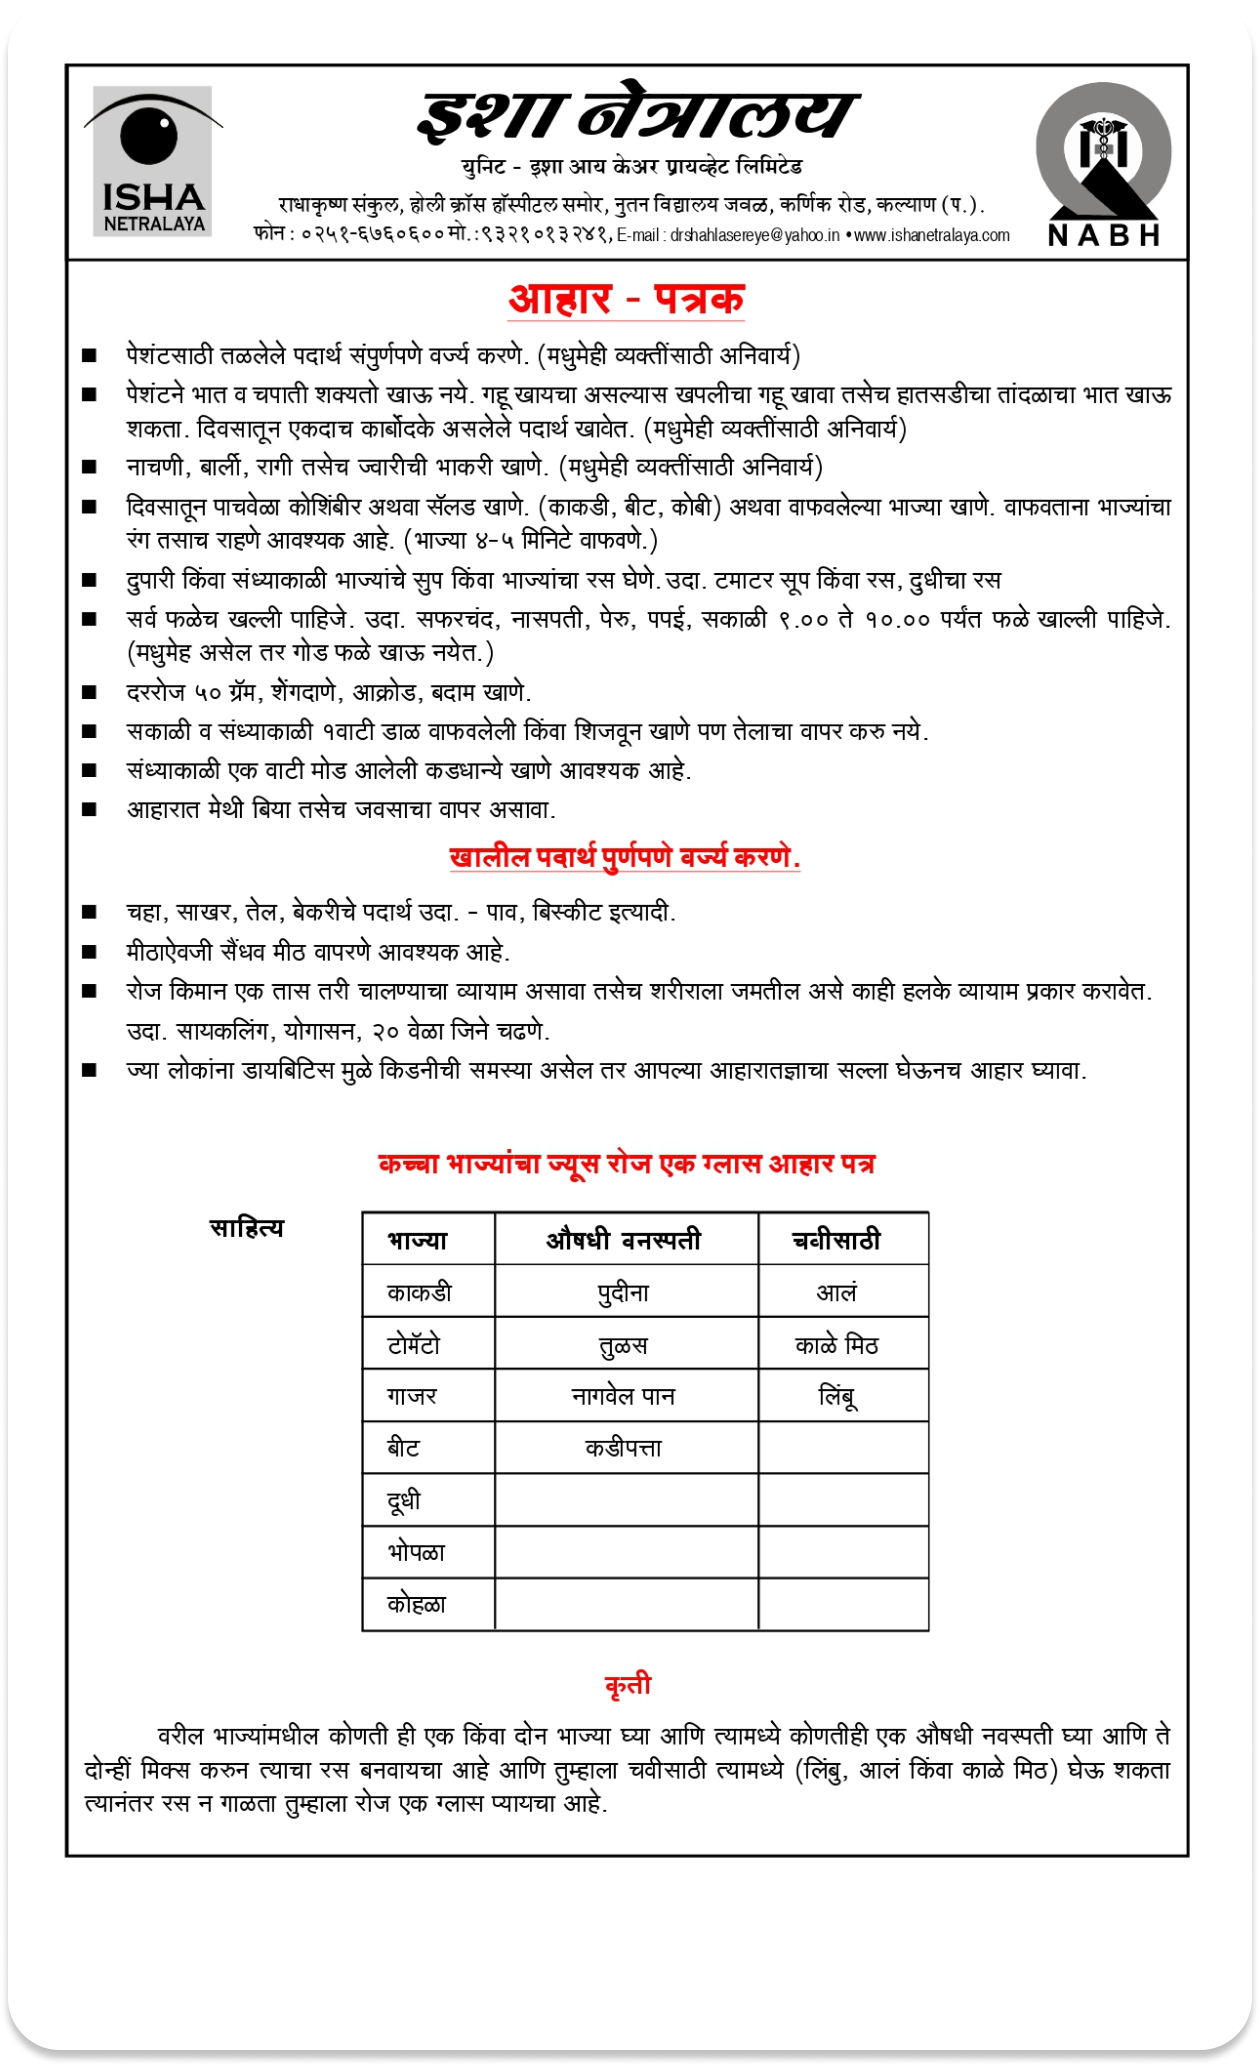 ISHA
NETRALAYA
इशा नेत्रालय
युनिट - इशा आय केअर प्रायव्हेट लिमिटेड
राधाकृष्ण संकुल, होली क्रॉस हॉस्पीटल समोर, नुतन विद्यालय जवळ, कर्णिक रोड, कल्याण (प.).
फोन : ०२५१-६७६०६०० मो.:९३२१०१३२४१, E-mail : drshahlasereye@yahoo.in • www.ishanetralaya.com
NABH
आहार - पत्रक
■ पेशंटसाठी तळलेले पदार्थ संपुर्णपणे वर्ज्य करणे. (मधुमेही व्यक्तींसाठी अनिवार्य)
■ पेशंटने भात व चपाती शक्यतो खाऊ नये. गहू खायचा असल्यास खपलीचा गहू खावा तसेच हातसडीचा तांदळाचा भात खाऊ
शकता. दिवसातून एकदाच कार्बोदके असलेले पदार्थ खावेत. (मधुमेही व्यक्तींसाठी अनिवार्य)
■ नाचणी, बार्ली, रागी तसेच ज्वारीची भाकरी खाणे. (मधुमेही व्यक्तींसाठी अनिवार्य)
■ दिवसातून पाचवेळा कोशिंबीर अथवा सॅलड खाणे. (काकडी, बीट, कोबी) अथवा वाफवलेल्या भाज्या खाणे. वाफवताना भाज्यांचा
रंग तसाच राहणे आवश्यक आहे. (भाज्या ४-५ मिनिटे वाफवणे.)
■ दुपारी किंवा संध्याकाळी भाज्यांचे सुप किंवा भाज्यांचा रस घेणे. उदा. टमाटर सूप किंवा रस, दुधीचा रस
■ सर्व फळेच खल्ली पाहिजे. उदा. सफरचंद, नासपती, पेरु, पपई, सकाळी ९.०० ते १०.०० पर्यंत फळे खाल्ली पाहिजे.
(मधुमेह असेल तर गोड फळे खाऊ नयेत.)
■ दररोज ५० ग्रॅम, शेंगदाणे, आक्रोड, बदाम खाणे.
■ सकाळी व संध्याकाळी १वाटी डाळ वाफवलेली किंवा शिजवून खाणे पण तेलाचा वापर करु नये.
■ संध्याकाळी एक वाटी मोड आलेली कडधान्ये खाणे आवश्यक आहे.
■ आहारात मेथी बिया तसेच जवसाचा वापर असावा.
खालील पदार्थ पुर्णपणे वर्ज्य करणे.
■ चहा, साखर, तेल, बेकरीचे पदार्थ उदा. - पाव, बिस्कीट इत्यादी.
■ मीठाऐवजी सैंधव मीठ वापरणे आवश्यक आहे.
■ रोज किमान एक तास तरी चालण्याचा व्यायाम असावा तसेच शरीराला जमतील असे काही हलके व्यायाम प्रकार करावेत.
उदा. सायकलिंग, योगासन, २० वेळा जिने चढणे.
■ ज्या लोकांना डायबिटिस मुळे किडनीची समस्या असेल तर आपल्या आहारातज्ञाचा सल्ला घेऊनच आहार घ्यावा.
कच्चा भाज्यांचा ज्यूस रोज एक ग्लास आहार पत्र
साहित्य
भाज्या औषधी वनस्पती चवीसाठी
काकडी पुदीना आलं
टोमॅटो तुळस काळे मिठ
गाजर नागवेल पान लिंबू
बीट कडीपत्ता
दूधी
भोपळा
कोहळा
कृती
वरील भाज्यांमधील कोणती ही एक किंवा दोन भाज्या घ्या आणि त्यामध्ये कोणतीही एक औषधी नवस्पती घ्या आणि ते
दोन्हीं मिक्स करुन त्याचा रस बनवायचा आहे आणि तुम्हाला चवीसाठी त्यामध्ये (लिंबु, आलं किंवा काळे मिठ) घेऊ शकता
त्यानंतर रस न गाळता तुम्हाला रोज एक ग्लास प्यायचा आहे.